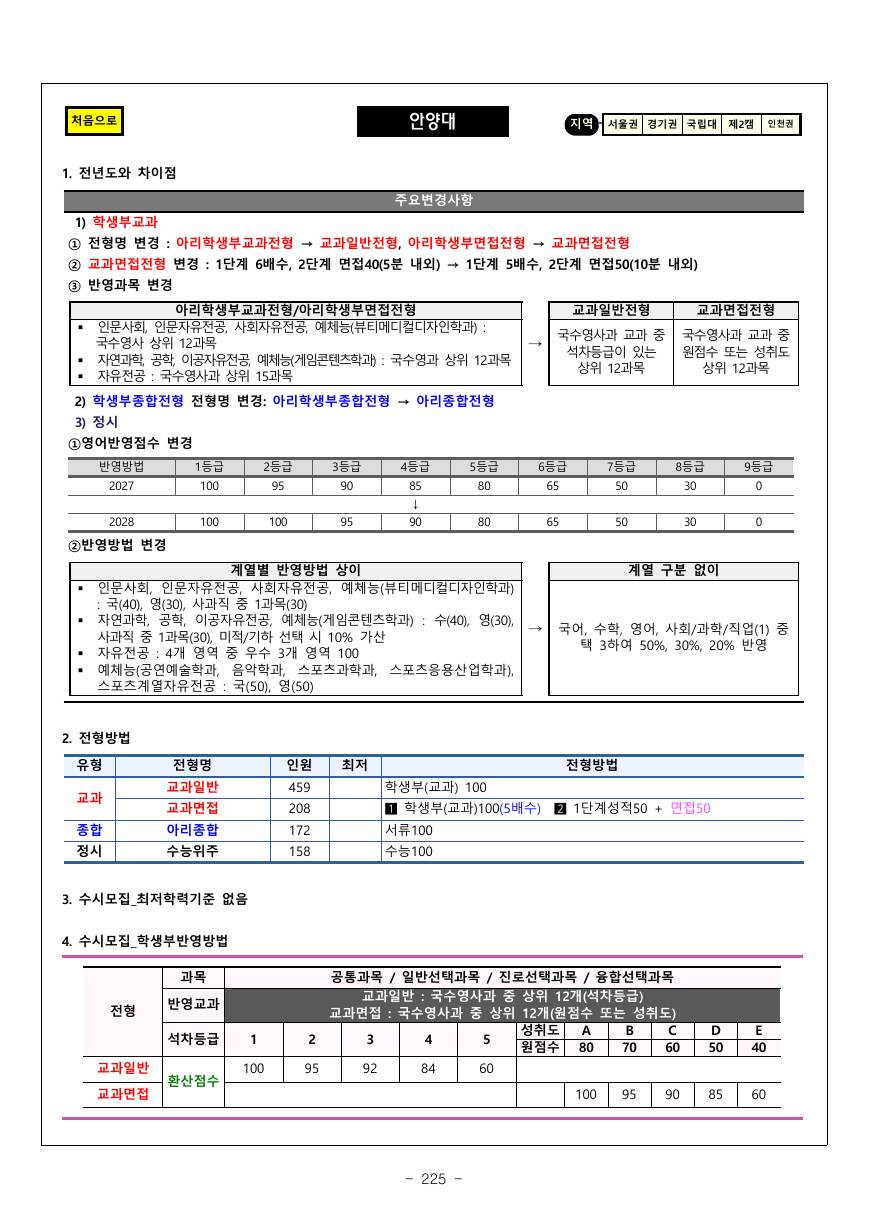 처음으로
안양대
지역 서울권 경기권 국립대 제2캠 인천권
1. 전년도와 차이점
주요변경사항
1) 학생부교과
① 전형명 변경 : 아리학생부교과전형 → 교과일반전형, 아리학생부면접전형 → 교과면접전형
② 교과면접전형 변경 : 1단계 6배수, 2단계 면접40(5분 내외) → 1단계 5배수, 2단계 면접50(10분 내외)
③ 반영과목 변경
아리학생부교과전형/아리학생부면접전형
▪ 인문사회, 인문자유전공, 사회자유전공, 예체능(뷰티메디컬디자인학과) :
국수영사 상위 12과목
▪ 자연과학, 공학, 이공자유전공, 예체능(게임콘텐츠학과) : 국수영과 상위 12과목
▪ 자유전공 : 국수영사과 상위 15과목
→
교과일반전형 교과면접전형
국수영사과 교과 중 국수영사과 교과 중
석차등급이 있는 원점수 또는 성취도
상위 12과목 상위 12과목
2) 학생부종합전형 전형명 변경: 아리학생부종합전형 → 아리종합전형
3) 정시
①영어반영점수 변경
반영방법 1등급 2등급 3등급 4등급 5등급 6등급 7등급 8등급 9등급
2027 100 95 90 85 80 65 50 30 0
↓
2028 100 100 95 90 80 65 50 30 0
②반영방법 변경
계열별 반영방법 상이
▪ 인문사회, 인문자유전공, 사회자유전공, 예체능(뷰티메디컬디자인학과)
: 국(40), 영(30), 사과직 중 1과목(30)
▪ 자연과학, 공학, 이공자유전공, 예체능(게임콘텐츠학과) : 수(40), 영(30),
사과직 중 1과목(30), 미적/기하 선택 시 10% 가산
▪ 자유전공 : 4개 영역 중 우수 3개 영역 100
▪ 예체능(공연예술학과, 음악학과, 스포츠과학과, 스포츠응용산업학과),
스포츠계열자유전공 : 국(50), 영(50)
→
계열 구분 없이
국어, 수학, 영어, 사회/과학/직업(1) 중
택 3하여 50%, 30%, 20% 반영
2. 전형방법
유형 전형명 인원 최저 전형방법
교과 교과일반 459 학생부(교과) 100
교과면접 208 1 학생부(교과)100(5배수) 2 1단계성적50 + 면접50
종합 아리종합 172 서류100
정시 수능위주 158 수능100
3. 수시모집_최저학력기준 없음
4. 수시모집_학생부반영방법
전형 과목 공통과목 / 일반선택과목 / 진로선택과목 / 융합선택과목
반영교과 교과일반 : 국수영사과 중 상위 12개(석차등급)
교과면접 : 국수영사과 중 상위 12개(원점수 또는 성취도)
석차등급 1 2 3 4 5 성취도 A B C D E
원점수 80 70 60 50 40
교과일반 환산점수 100 95 92 84 60
교과면접 100 95 90 85 60
- 225 -